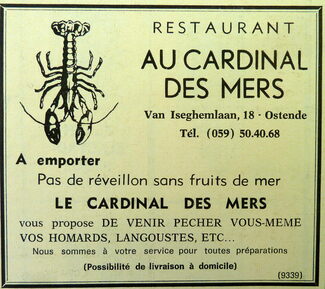 RESTAURANT
AU CARDINAL
DES MERS
Van Iseghemlaan, 18 - Ostende
Tél. (059) 50.40.68
A emporter
Pas de réveillon sans fruits de mer
LE CARDINAL DES MERS
vous propose DE VENIR PECHER VOUS-MEME
VOS HOMARDS, LANGOUSTES, ETC...
Nous sommes à votre service pour toutes préparations
(Possibilité de livraison à domicile)
(9339)